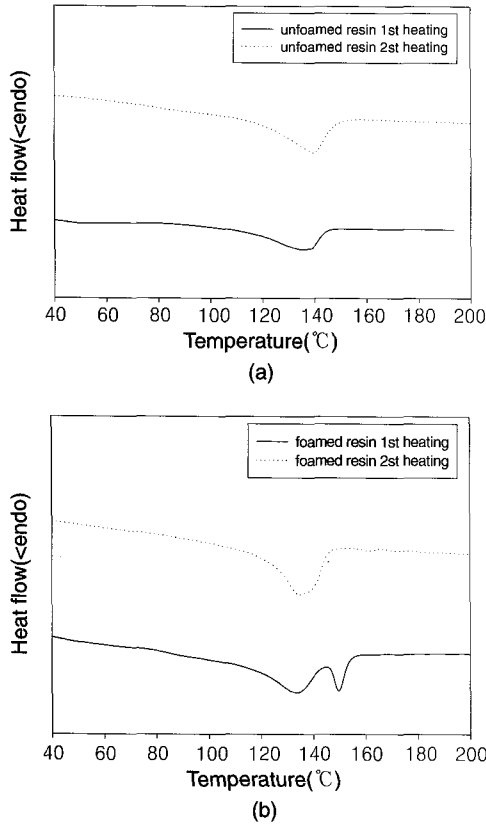 unfoamed resin 1st heating
unfoamed resin 2st heating
Heat flow(<endo)
40 60 80 100 120 140 160 180 200
Temperature(℃)
(a)
foamed resin 1st heating
foamed resin 2st heating
Heat flow(<endo)
40 60 80 100 120 140 160 180 200
Temperature(℃)
(b)